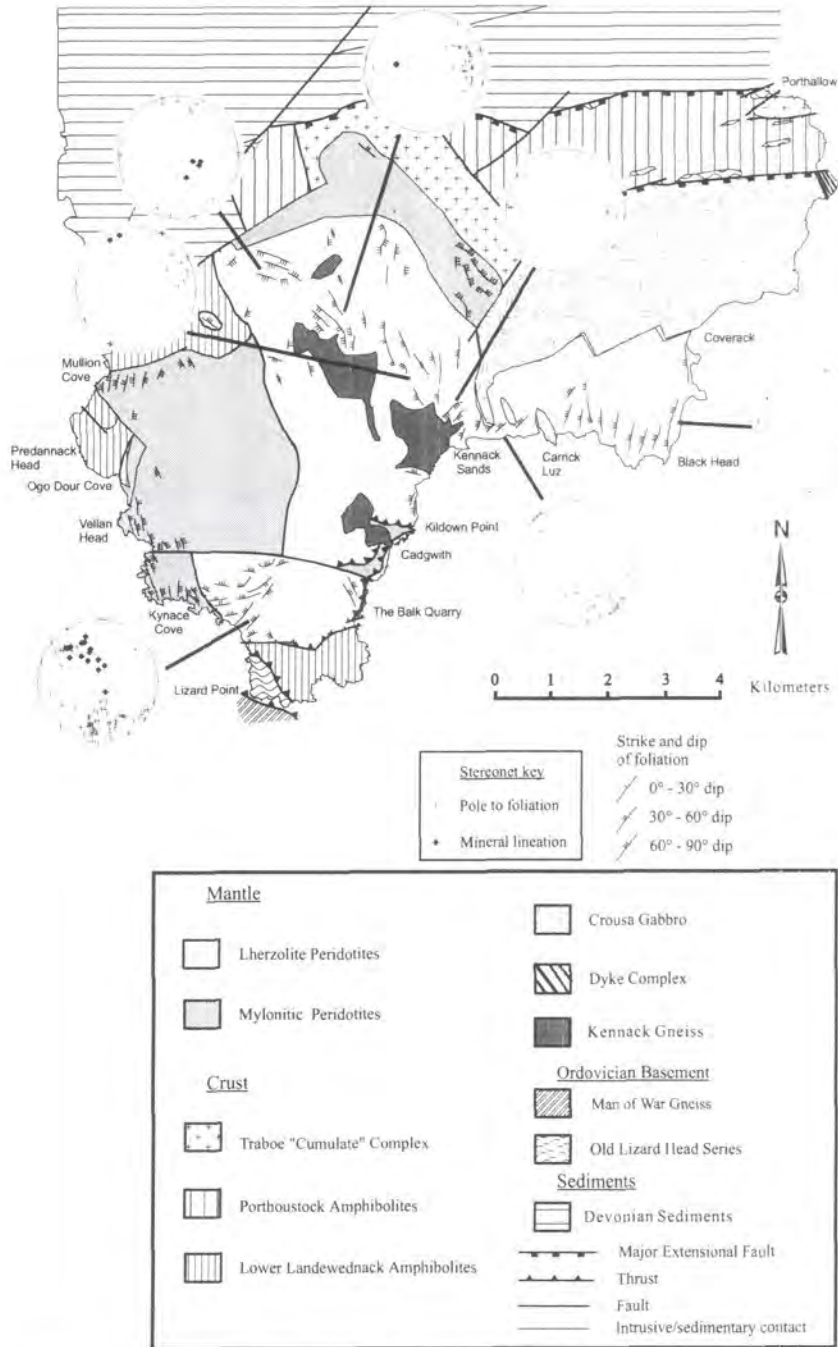 Porthallow
Coverack
Mullion
Cove
Predannack
Head
Ogo Dour Cove
Vellan
Head
Kennack
Sands
Carrick
Luz
Black Head
Kildown Point
Cadgwith
Kynace
Cove
The Balk Quarry
Lizard Point
N
0 1 2 3 4
Kilometers
Stereonet key
Pole to foliation
Mineral lineation
Strike and dip
of foliation
0° - 30° dip
30° - 60° dip
60° - 90° dip
Mantle
Lherzolite Peridotites
Mylonitic Peridotites
Crust
Traboe "Cumulate" Complex
Porthoustock Amphibolites
Lower Landewednack Amphibolites
Crousa Gabbro
Dyke Complex
Kennack Gneiss
Ordovician Basement
Man of War Gneiss
Old Lizard Head Series
Sediments
Devonian Sediments
Major Extensional Fault
Thrust
Fault
Intrusive/sedimentary contact